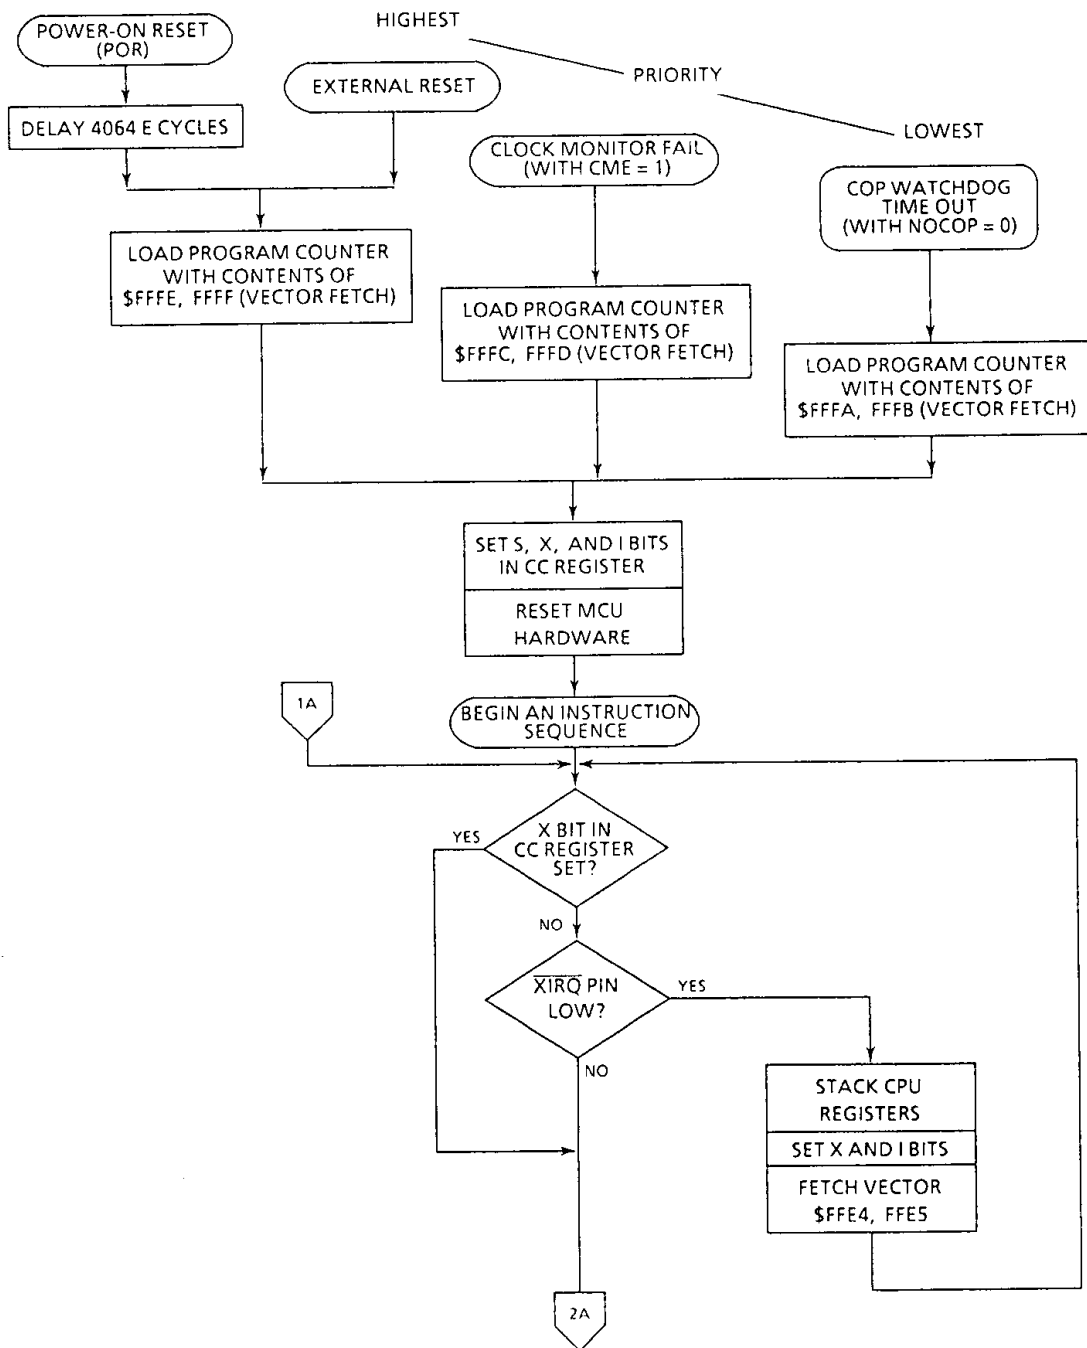 POWER-ON RESET
(POR)
HIGHEST
PRIORITY
LOWEST
EXTERNAL RESET
DELAY 4064 E CYCLES
CLOCK MONITOR FAIL
(WITH CME = 1)
COP WATCHDOG
TIME OUT
(WITH NOCOP = 0)
LOAD PROGRAM COUNTER
WITH CONTENTS OF
$FFFE, FFFF (VECTOR FETCH)
LOAD PROGRAM COUNTER
WITH CONTENTS OF
$FFFC, FFFD (VECTOR FETCH)
LOAD PROGRAM COUNTER
WITH CONTENTS OF
$FFFA, FFFB (VECTOR FETCH)
SET S, X, AND I BITS
IN CC REGISTER
RESET MCU
HARDWARE
1A
BEGIN AN INSTRUCTION
SEQUENCE
YES
X BIT IN
CC REGISTER
SET?
NO
XIRQ PIN
LOW?
YES
NO
STACK CPU
REGISTERS
SET X AND I BITS
FETCH VECTOR
$FFE4, FFE5
2A